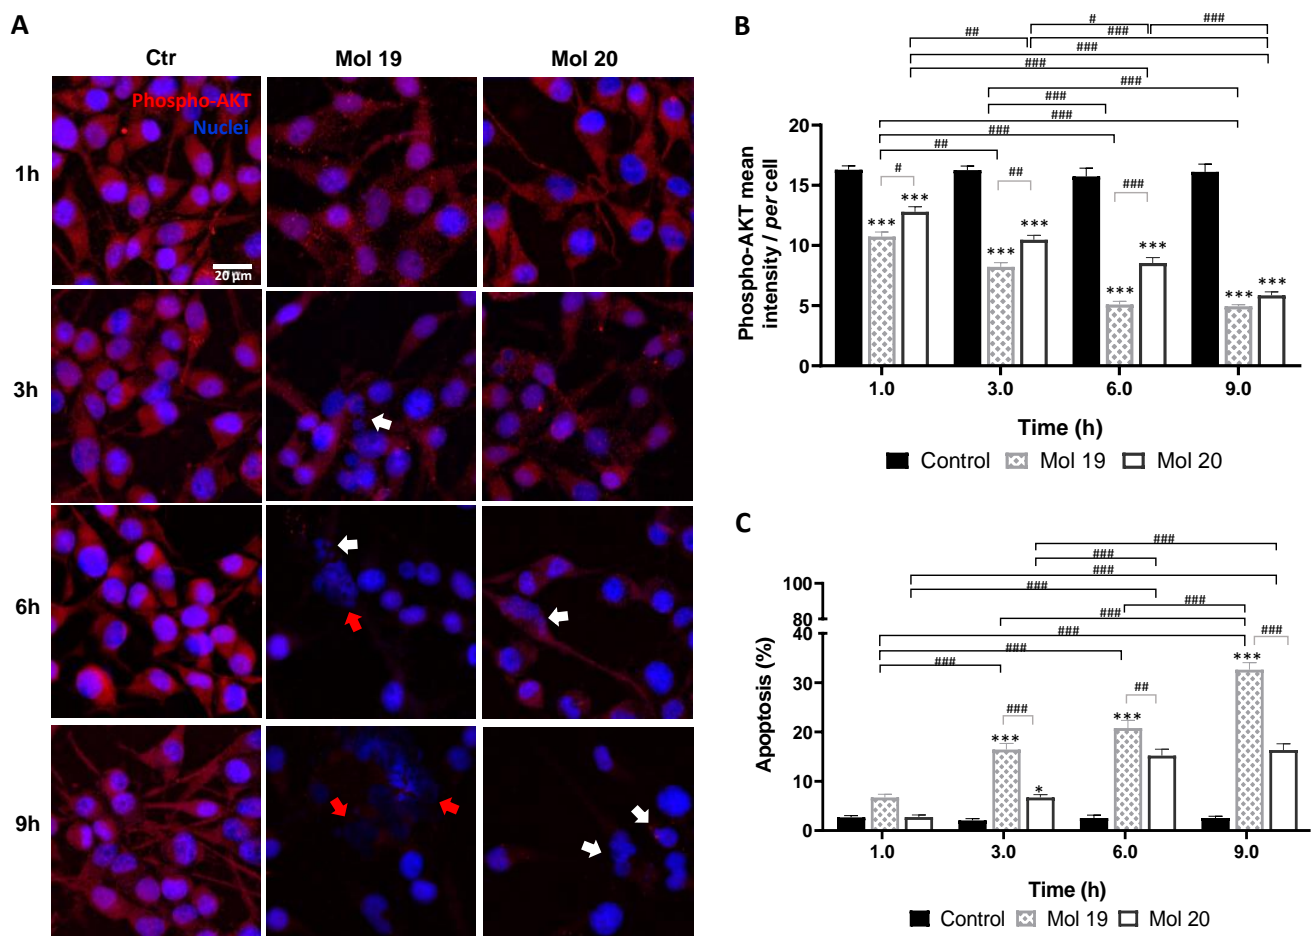 A
Ctr
Mol 19
Mol 20
Phospho-AKT
Nuclei
1h
20 µm
3h
6h
9h
B
#
###
##
###
###
###
###
###
###
###
##
#
##
###
***
***
***
***
***
***
***
***
20
15
10
5
0
Phospho-AKT mean
intensity / per cell
1.0
3.0
6.0
9.0
Time (h)
Control
Mol 19
Mol 20
C
###
###
###
###
###
###
###
###
###
###
##
###
***
***
***
*
100
80
40
30
20
10
0
Apoptosis (%)
1.0
3.0
6.0
9.0
Time (h)
Control
Mol 19
Mol 20